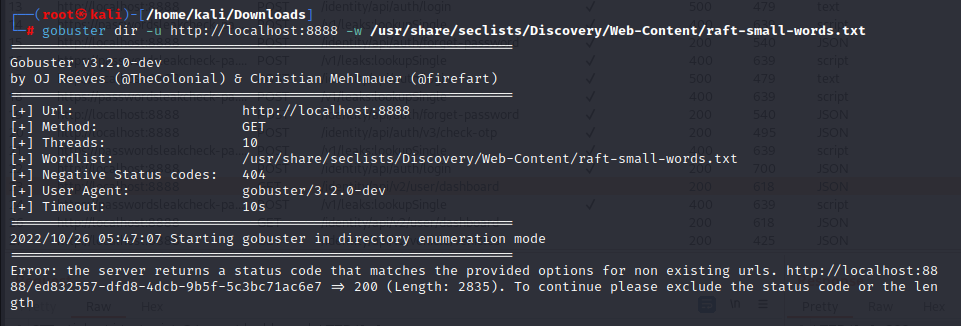 ┌──(root㉿kali)-[/home/kali/Downloads]
└─# gobuster dir -u http://localhost:8888 -w /usr/share/seclists/Discovery/Web-Content/raft-small-words.txt
===============================================================
Gobuster v3.2.0-dev
by OJ Reeves (@TheColonial) & Christian Mehlmauer (@firefart)
===============================================================
[+] Url:                     http://localhost:8888
[+] Method:                  GET
[+] Threads:                 10
[+] Wordlist:                /usr/share/seclists/Discovery/Web-Content/raft-small-words.txt
[+] Negative Status codes:   404
[+] User Agent:              gobuster/3.2.0-dev
[+] Timeout:                 10s
===============================================================
2022/10/26 05:47:07 Starting gobuster in directory enumeration mode
===============================================================
Error: the server returns a status code that matches the provided options for non existing urls. http://localhost:88
88/ed832557-dfd8-4dcb-9b5f-5c3bc71ac6e7 => 200 (Length: 2835). To continue please exclude the status code or the len
gth